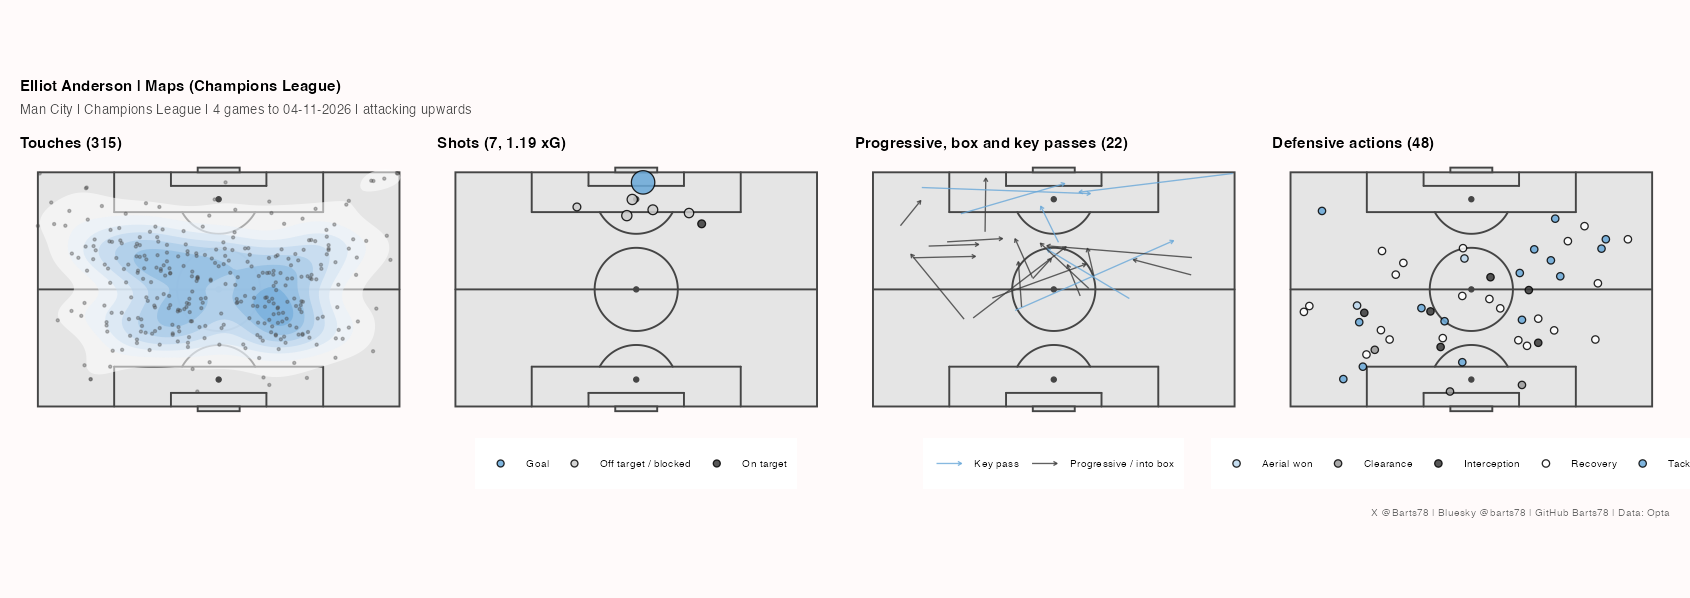 Elliot Anderson | Maps (Champions League)
Man City | Champions League | 4 games to 04-11-2026 | attacking upwards
Touches (315)
Shots (7, 1.19 xG)
Progressive, box and key passes (22)
Defensive actions (48)
Goal
Off target / blocked
On target
Key pass
Progressive / into box
Aerial won
Clearance
Interception
Recovery
Tack
X @Barts78 | Bluesky @barts78 | GitHub Barts78 | Data: Opta